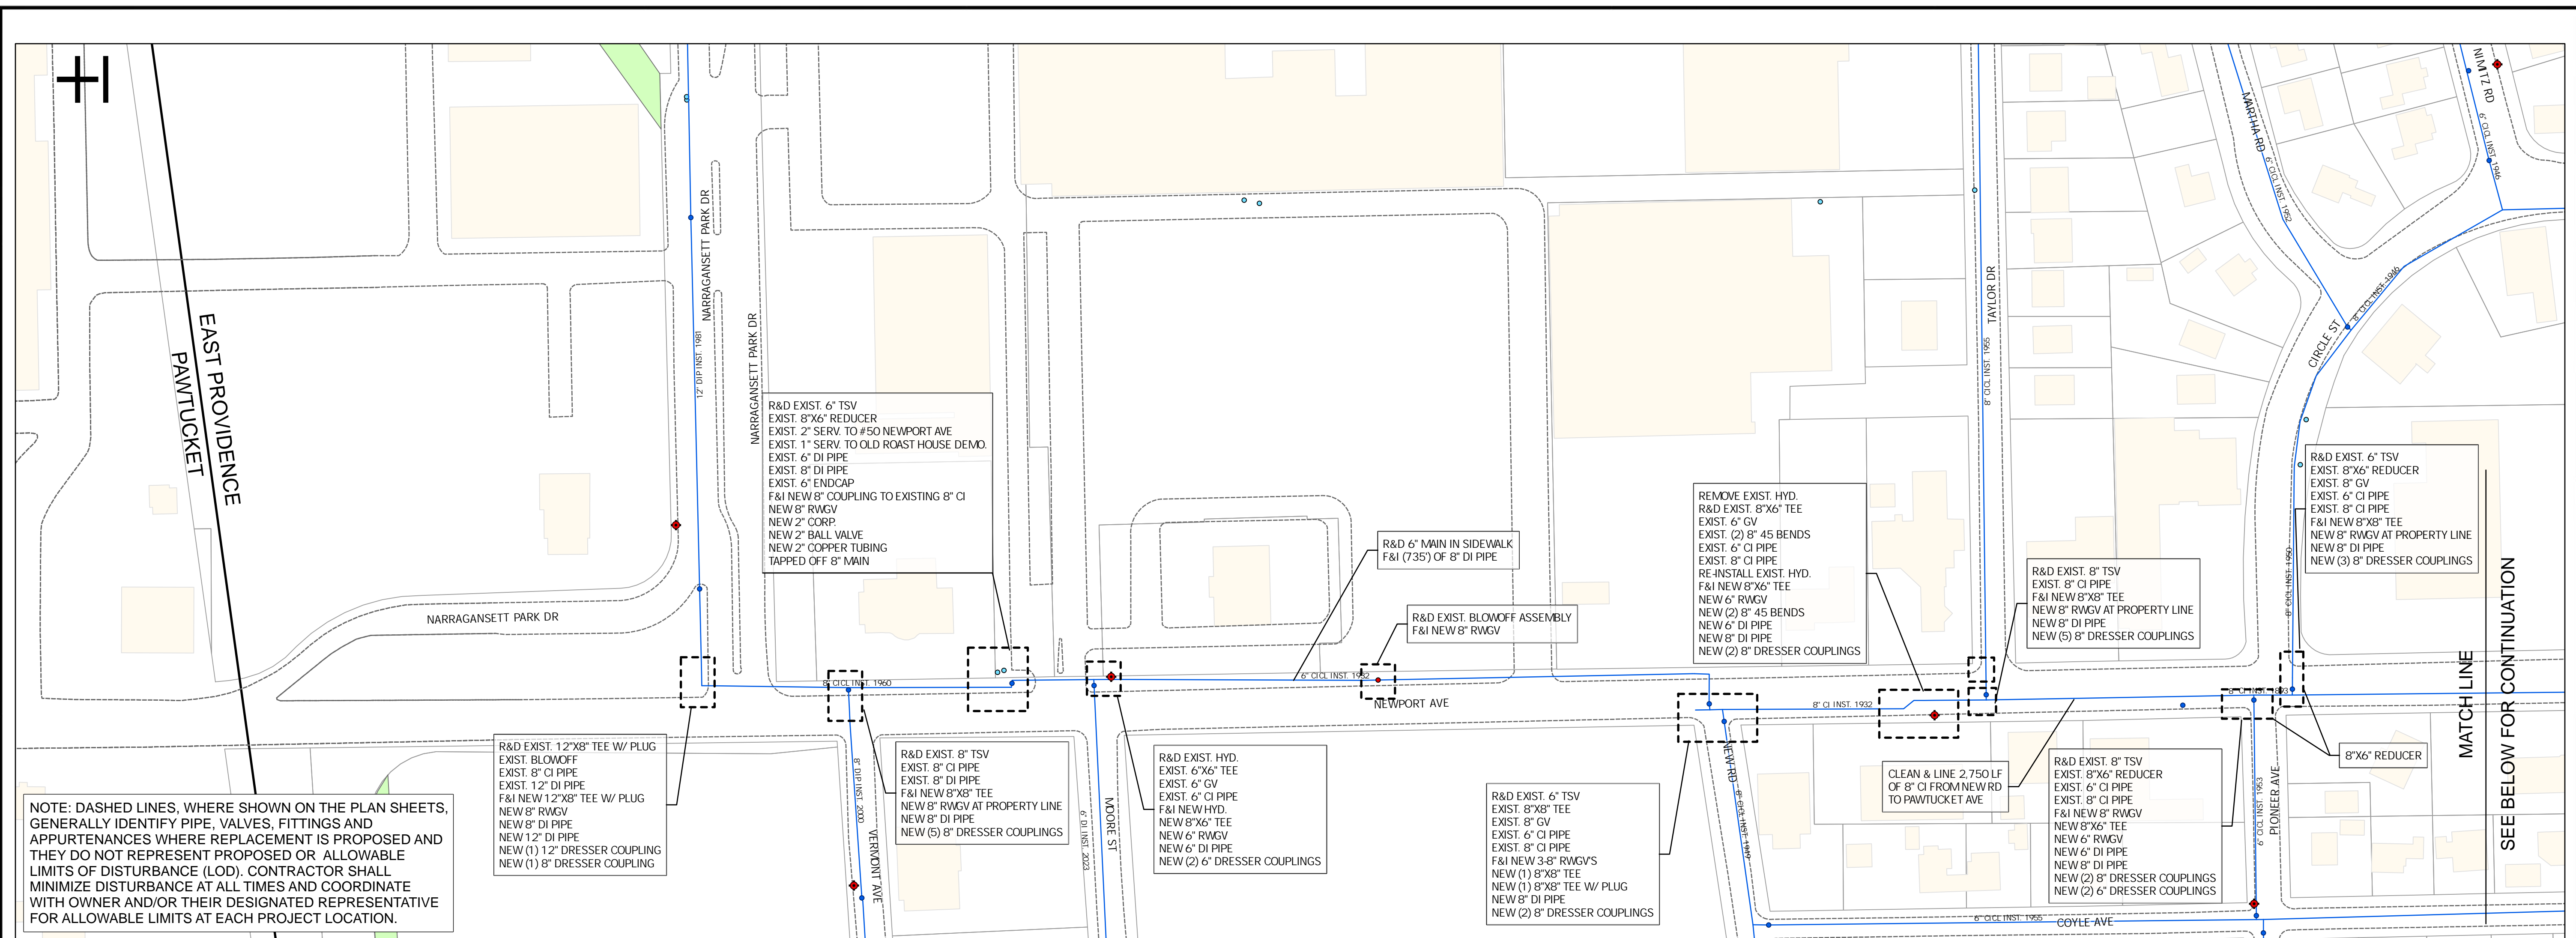 EAST PROVIDENCE
PAWTUCKET
NARRAGANSETT PARK DR
12" DIP INST. 1981
NARRAGANSETT PARK DR
NARRAGANSETT PARK DR
R&D EXIST. 6" TSV
EXIST. 8"X6" REDUCER
EXIST. 2" SERV. TO #50 NEWPORT AVE
EXIST. 1" SERV. TO OLD ROAST HOUSE DEMO.
EXIST. 6" DI PIPE
EXIST. 8" DI PIPE
EXIST. 6" ENDCAP
F&I NEW 8" COUPLING TO EXISTING 8" CI
NEW 8" RWGV
NEW 2" CORP.
NEW 2" BALL VALVE
NEW 2" COPPER TUBING
TAPPED OFF 8" MAIN
R&D 6" MAIN IN SIDEWALK
F&I (735') OF 8" DI PIPE
R&D EXIST. BLOWOFF ASSEMBLY
F&I NEW 8" RWGV
REMOVE EXIST. HYD.
R&D EXIST. 8"X6" TEE
EXIST. 6" GV
EXIST. (2) 8" 45 BENDS
EXIST. 6" CI PIPE
EXIST. 8" CI PIPE
RE-INSTALL EXIST. HYD.
F&I NEW 8"X6" TEE
NEW 6" RWGV
NEW (2) 8" 45 BENDS
NEW 6" DI PIPE
NEW 8" DI PIPE
NEW (2) 8" DRESSER COUPLINGS
TAYLOR DR
8" CICL INST. 1955
R&D EXIST. 8" TSV
EXIST. 8" CI PIPE
F&I NEW 8"X8" TEE
NEW 8" RWGV AT PROPERTY LINE
NEW 8" DI PIPE
NEW (5) 8" DRESSER COUPLINGS
MARTHA RD
6" CICL INST. 1952
NIMITZ RD
6" CICL INST. 1946
CIRCLE ST
8" CICL INST. 1946
8" CICL INST. 1950
R&D EXIST. 6" TSV
EXIST. 8"X6" REDUCER
EXIST. 8" GV
EXIST. 6" CI PIPE
EXIST. 8" CI PIPE
F&I NEW 8"X8" TEE
NEW 8" RWGV AT PROPERTY LINE
NEW 8" DI PIPE
NEW (3) 8" DRESSER COUPLINGS
8" CICL INST. 1960
6" CICL INST. 1932
NEWPORT AVE
8" CI INST. 1932
8" CI INST. 1893
NOTE: DASHED LINES, WHERE SHOWN ON THE PLAN SHEETS,
GENERALLY IDENTIFY PIPE, VALVES, FITTINGS AND
APPURTENANCES WHERE REPLACEMENT IS PROPOSED AND
THEY DO NOT REPRESENT PROPOSED OR ALLOWABLE
LIMITS OF DISTURBANCE (LOD). CONTRACTOR SHALL
MINIMIZE DISTURBANCE AT ALL TIMES AND COORDINATE
WITH OWNER AND/OR THEIR DESIGNATED REPRESENTATIVE
FOR ALLOWABLE LIMITS AT EACH PROJECT LOCATION.
R&D EXIST. 12"X8" TEE W/ PLUG
EXIST. BLOWOFF
EXIST. 8" CI PIPE
EXIST. 12" DI PIPE
F&I NEW 12"X8" TEE W/ PLUG
NEW 8" RWGV
NEW 8" DI PIPE
NEW 12" DI PIPE
NEW (1) 12" DRESSER COUPLING
NEW (1) 8" DRESSER COUPLING
8" DIP INST. 2000
VERMONT AVE
R&D EXIST. 8" TSV
EXIST. 8" CI PIPE
EXIST. 8" DI PIPE
F&I NEW 8"X8" TEE
NEW 8" RWGV AT PROPERTY LINE
NEW 8" DI PIPE
NEW (5) 8" DRESSER COUPLINGS
6" DI INST. 2023
MOORE ST
R&D EXIST. HYD.
EXIST. 6"X6" TEE
EXIST. 6" GV
EXIST. 6" CI PIPE
F&I NEW HYD.
NEW 8"X6" TEE
NEW 6" RWGV
NEW 6" DI PIPE
NEW (2) 6" DRESSER COUPLINGS
R&D EXIST. 6" TSV
EXIST. 8"X8" TEE
EXIST. 8" GV
EXIST. 6" CI PIPE
EXIST. 8" CI PIPE
F&I NEW 3-8" RWGV'S
NEW (1) 8"X8" TEE
NEW (1) 8"X8" TEE W/ PLUG
NEW 8" DI PIPE
NEW (2) 8" DRESSER COUPLINGS
NEW RD
8" CICL INST. 1949
CLEAN & LINE 2,750 LF
OF 8" CI FROM NEW RD
TO PAWTUCKET AVE
R&D EXIST. 8" TSV
EXIST. 8"X6" REDUCER
EXIST. 6" CI PIPE
EXIST. 8" CI PIPE
F&I NEW 8" RWGV
NEW 8"X6" TEE
NEW 6" RWGV
NEW 6" DI PIPE
NEW 8" DI PIPE
NEW (2) 8" DRESSER COUPLINGS
NEW (2) 6" DRESSER COUPLINGS
6" CICL INST. 1953
PIONEER AVE
8"X6" REDUCER
6" CICL INST. 1955
COYLE AVE
MATCH LINE
SEE BELOW FOR CONTINUATION